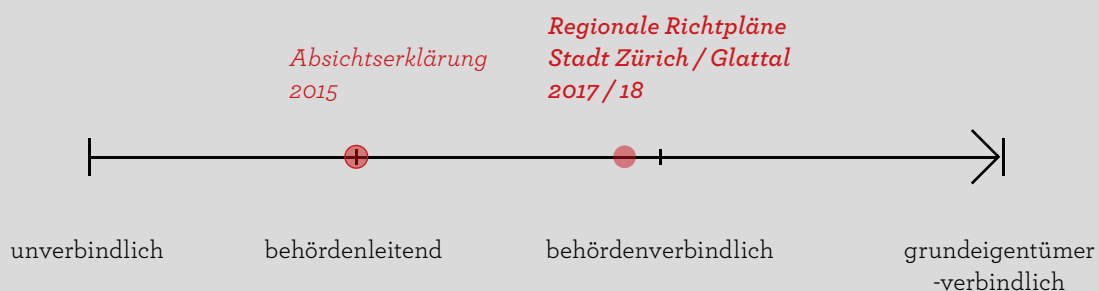 Absichtserklärung
2015
Regionale Richtpläne
Stadt Zürich / Glattal
2017 / 18
unverbindlich
behördenleitend
behördenverbindlich
grundeigentümer
-verbindlich